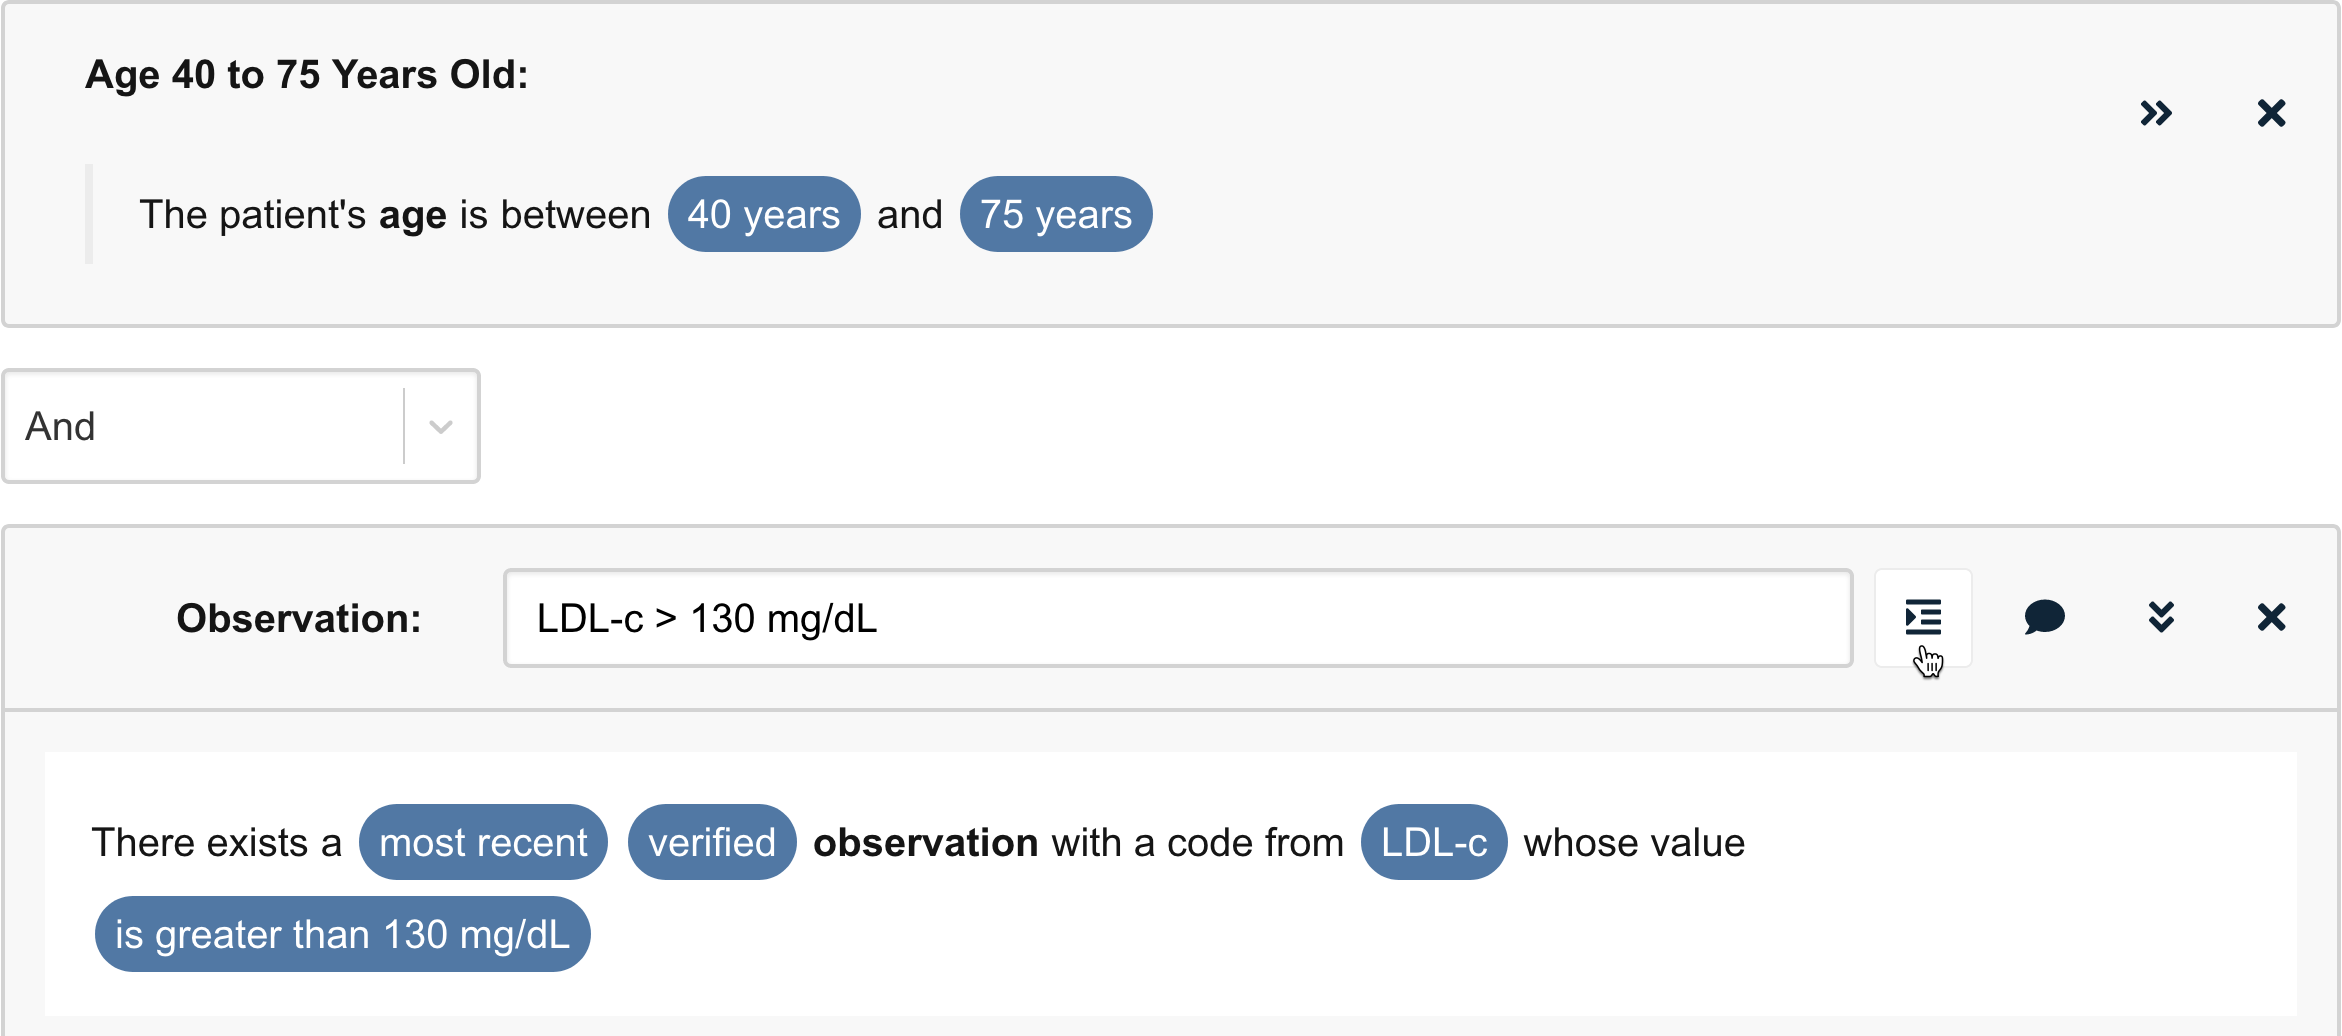 Age 40 to 75 Years Old:
The patient's age is between 40 years and 75 years
And
Observation: LDL-c > 130 mg/dL
There exists a most recent verified observation with a code from LDL-c whose value
is greater than 130 mg/dL